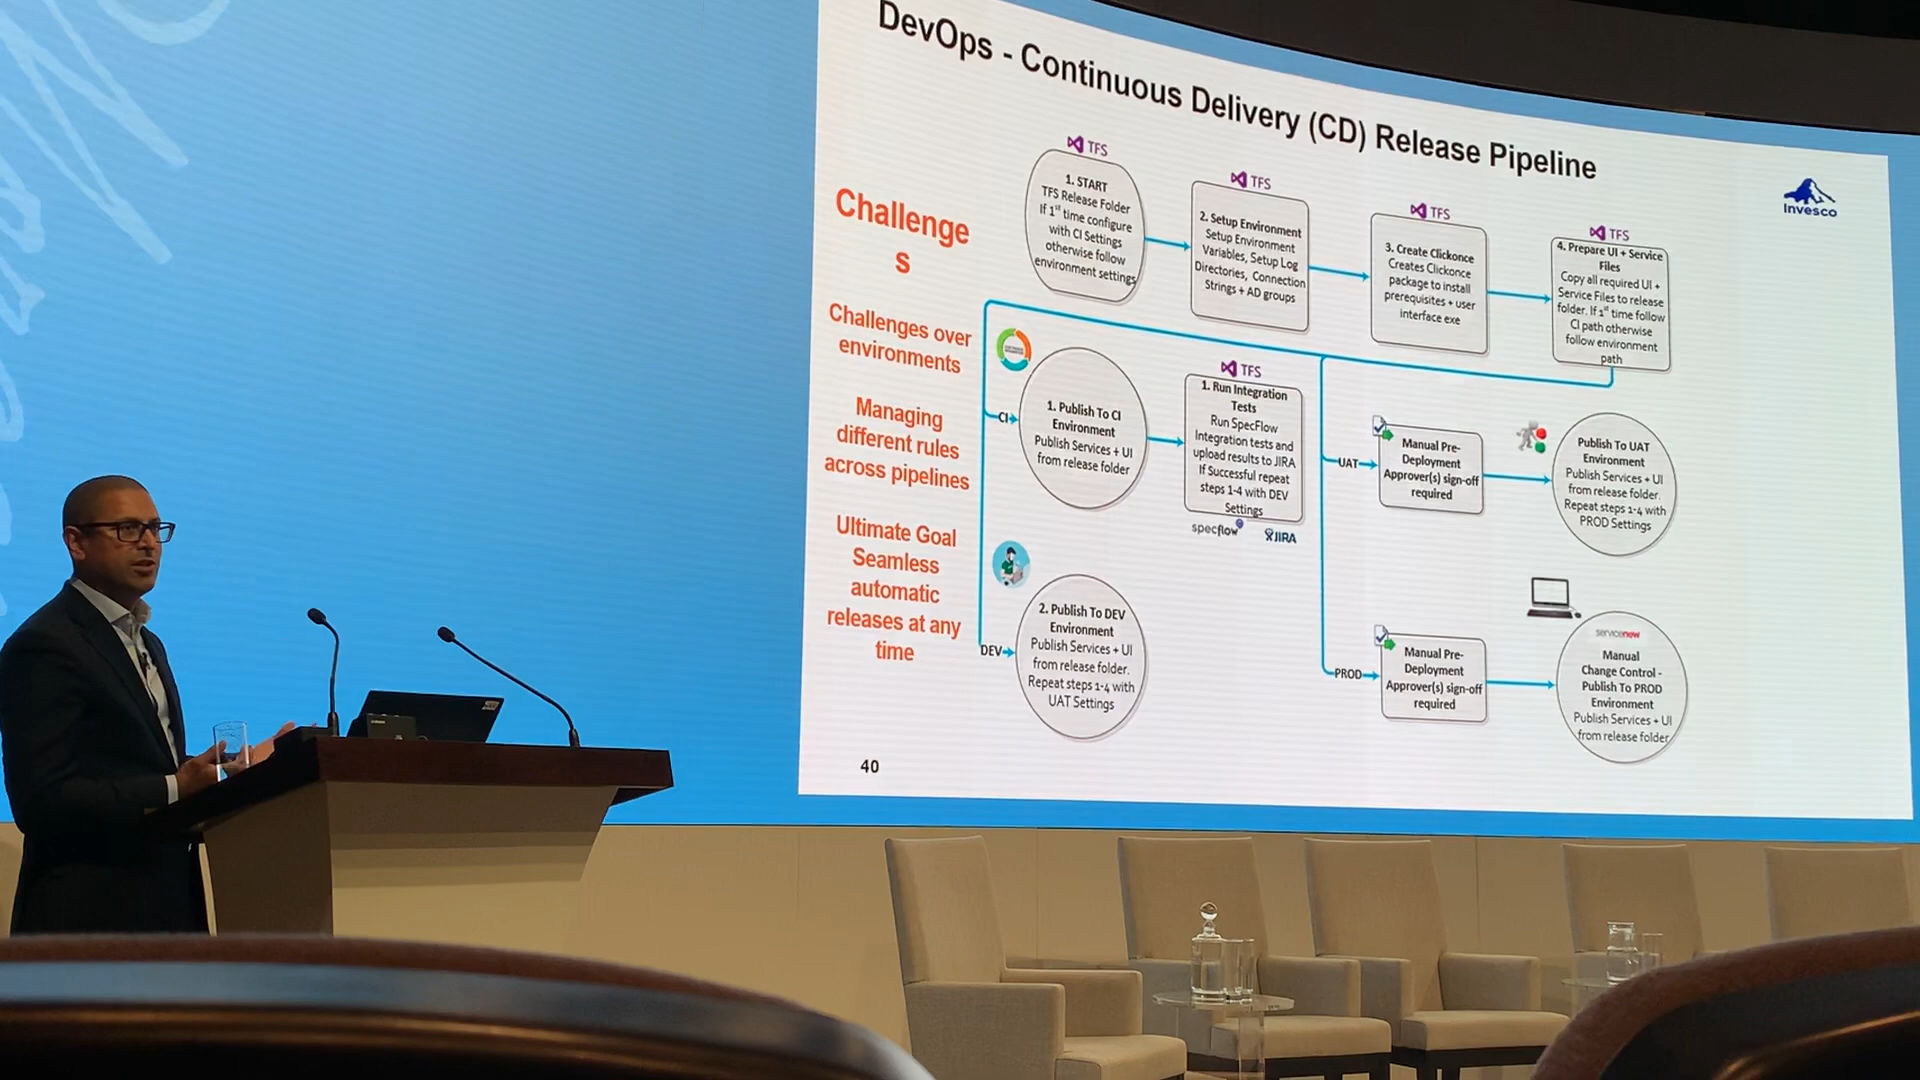 DevOps - Continuous Delivery (CD) Release Pipeline
Invesco
Challenge
s
Challenges over
environments
Managing
different rules
across pipelines
Ultimate Goal
Seamless
automatic
releases at any
time
40
TFS
1. START
TFS Release Folder
If 1st time configure
with CI Settings
otherwise follow
environment settings
TFS
2. Setup Environment
Setup Environment
Variables, Setup Log
Directories, Connection
Strings + AD groups
TFS
3. Create Clickonce
Creates Clickonce
package to install
prerequisites + user
interface exe
TFS
4. Prepare UI + Service
Files
Copy all required UI +
Service Files to release
folder. If 1st time follow
CI path otherwise
follow environment
path
CI
1. Publish To CI
Environment
Publish Services + UI
from release folder
TFS
1. Run Integration
Tests
Run SpecFlow
Integration tests and
upload results to JIRA
If Successful repeat
steps 1-4 with DEV
Settings
specflow
JIRA
UAT
Manual Pre-
Deployment
Approver(s) sign-off
required
Publish To UAT
Environment
Publish Services + UI
from release folder.
Repeat steps 1-4 with
PROD Settings
DEV
2. Publish To DEV
Environment
Publish Services + UI
from release folder.
Repeat steps 1-4 with
UAT Settings
PROD
Manual Pre-
Deployment
Approver(s) sign-off
required
servicenow
Manual
Change Control -
Publish To PROD
Environment
Publish Services + UI
from release folder